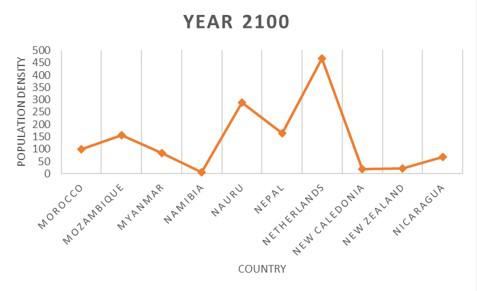 YEAR 2100
POPULATION DENSITY
500
450
400
350
300
250
200
150
100
50
0
MOROCCO
MOZAMBIQUE
MYANMAR
NAMIBIA
NAURU
NEPAL
NETHERLANDS
NEW CALEDONIA
NEW ZEALAND
NICARAGUA
COUNTRY